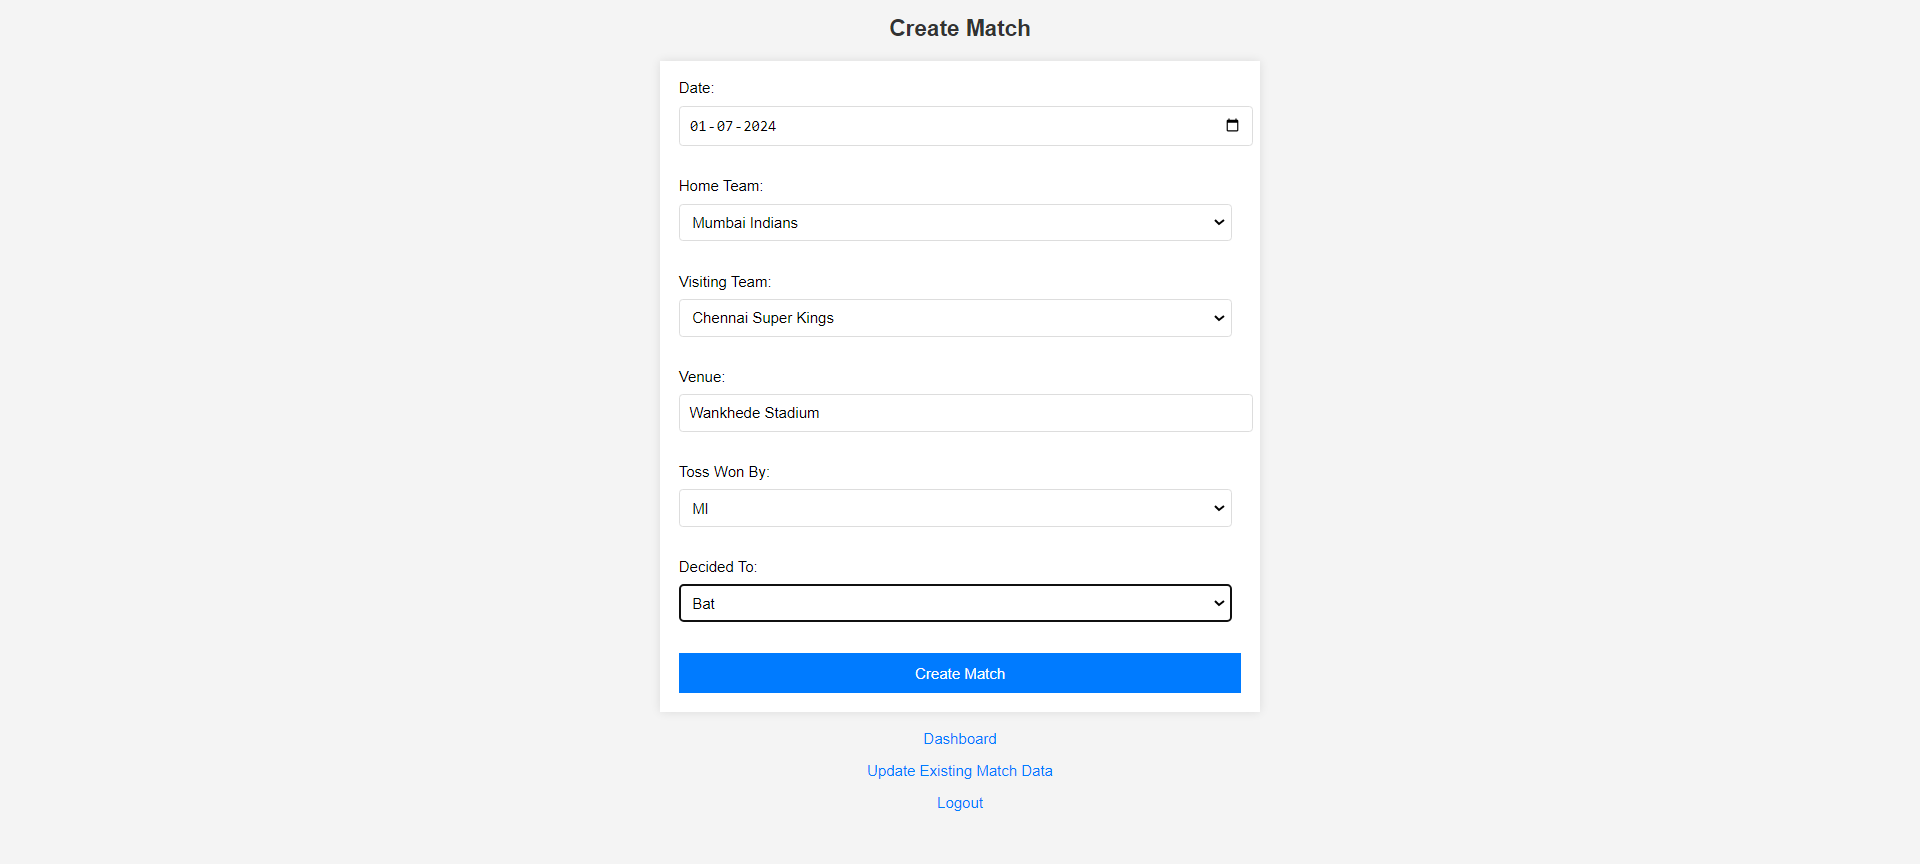 Create Match
Date:
01-07-2024
Home Team:
Mumbai Indians
Visiting Team:
Chennai Super Kings
Venue:
Wankhede Stadium
Toss Won By:
MI
Decided To:
Bat
Create Match
Dashboard
Update Existing Match Data
Logout